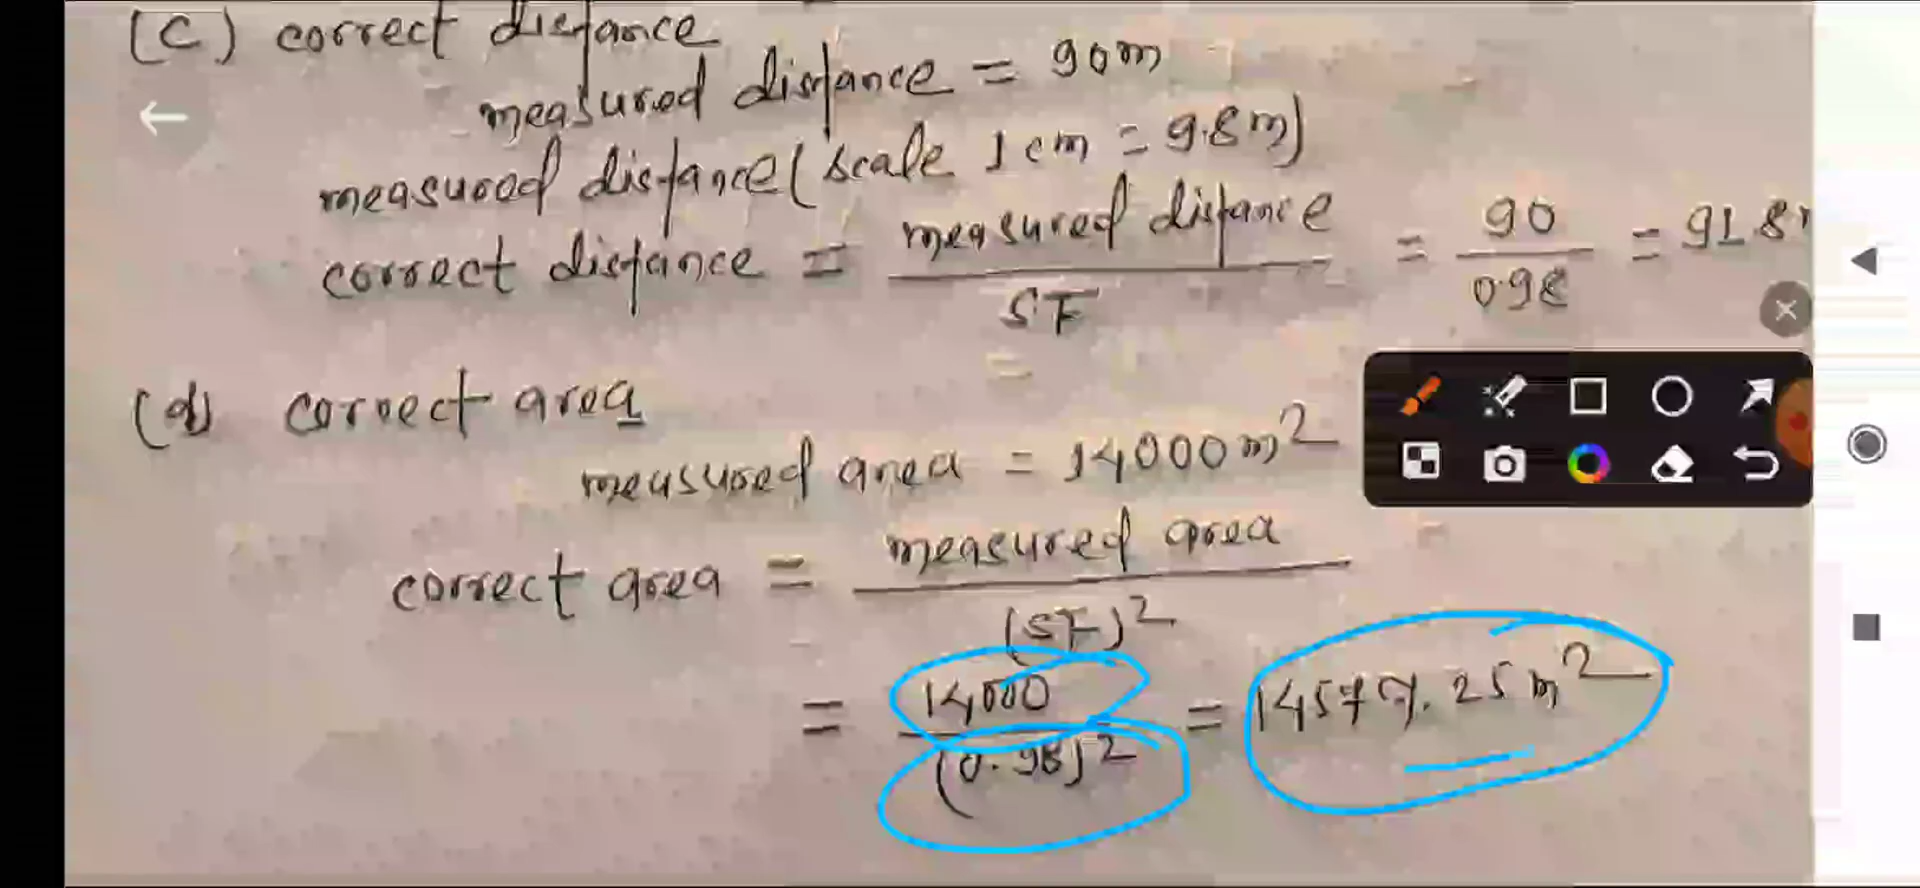 (C) correct distance
measured distance = 90m
measured distance (scale 1 cm = 9.8m)
correct distance = measured distance / SF = 90 / 0.98 = 91.8
(d) correct area
measured area = 14000 m²
correct area = measured area / (SF)²
= 14000 / (0.98)² = 14577.25 m²